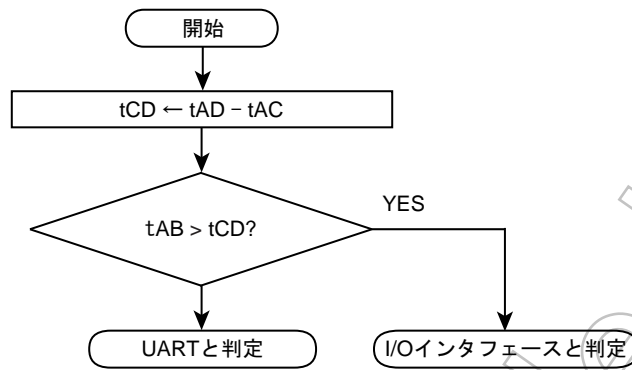 開始
tCD ← tAD − tAC
tAB > tCD?
YES
UARTと判定
I/Oインタフェースと判定